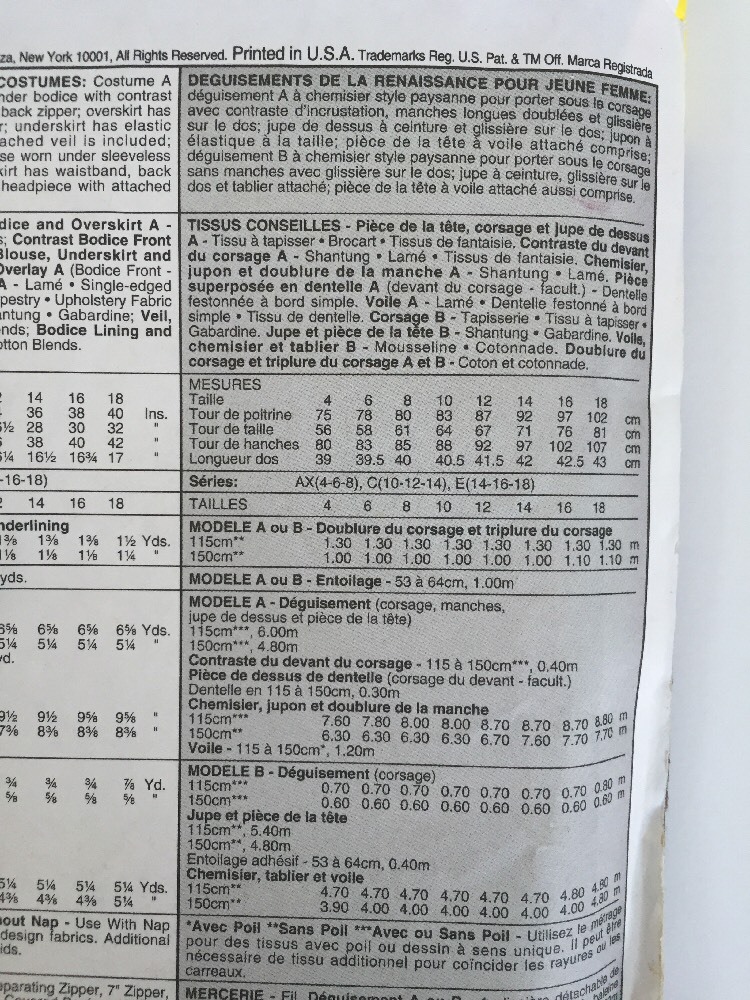 za, New York 10001, All Rights Reserved. Printed in U.S.A. Trademarks Reg. U.S. Pat. & TM Off. Marca Registrada
COSTUMES: Costume A
nder bodice with contrast
back zipper; overskirt has
r; underskirt has elastic
ached veil is included;
se worn under sleeveless
kirt has waistband, back
headpiece with attached
dice and Overskirt A -
s; Contrast Bodice Front
Blouse, Underskirt and
Overlay A (Bodice Front -
A - Lamé • Single-edged
pestry • Upholstery Fabric
antung • Gabardine; Veil,
ends; Bodice Lining and
otton Blends.
14 16 18
36 38 40 Ins.
½ 28 30 32 "
38 40 42 "
¼ 16½ 16¾ 17 "
-16-18)
14 16 18
nderlining
1⅜ 1⅜ 1⅜ 1½ Yds.
1⅛ 1⅛ 1⅛ 1¼ "
yds.
6⅝ 6⅝ 6⅝ 6⅝ Yds.
5¼ 5¼ 5¼ 5¼ "
d.
9½ 9½ 9⅝ 9⅝ "
7⅜ 8⅜ 8⅜ 8⅜ "
¾ ¾ ¾ ⅞ Yd.
⅝ ⅝ ⅝ ⅝ "
5¼ 5¼ 5¼ 5¼ Yds.
4⅜ 4⅜ 4⅜ 5¼ "
out Nap - Use With Nap
design fabrics. Additional
ids.
eparating Zipper, 7" Zipper,
DEGUISEMENTS DE LA RENAISSANCE POUR JEUNE FEMME:
déguisement A à chemisier style paysanne pour porter sous le corsage
avec contraste d'incrustation, manches longues doublées et glissière
sur le dos; jupe de dessus à ceinture et glissière sur le dos; jupon à
élastique à la taille; pièce de la tête à voile attaché comprise;
déguisement B à chemisier style paysanne pour porter sous le corsage
sans manches avec glissière sur le dos; jupe à ceinture, glissière sur le
dos et tablier attaché; pièce de la tête à voile attaché aussi comprise.
TISSUS CONSEILLES - Pièce de la tête, corsage et jupe de dessus
A - Tissu à tapisser • Brocart • Tissus de fantaisie. Contraste du devant
du corsage A - Shantung • Lamé • Tissus de fantaisie. Chemisier,
jupon et doublure de la manche A - Shantung • Lamé. Pièce
superposée en dentelle A (devant du corsage - facult.) - Dentelle
festonnée à bord simple. Voile A - Lamé • Dentelle festonné à bord
simple • Tissu de dentelle. Corsage B - Tapisserie • Tissu à tapisser •
Gabardine. Jupe et pièce de la tête B - Shantung • Gabardine. Voile,
chemisier et tablier B - Mousseline • Cotonnade. Doublure du
corsage et triplure du corsage A et B - Coton et cotonnade.
MESURES
Taille 4 6 8 10 12 14 16 18
Tour de poitrine 75 78 80 83 87 92 97 102 cm
Tour de taille 56 58 61 64 67 71 76 81 cm
Tour de hanches 80 83 85 88 92 97 102 107 cm
Longueur dos 39 39.5 40 40.5 41.5 42 42.5 43 cm
Séries: AX(4-6-8), C(10-12-14), E(14-16-18)
TAILLES 4 6 8 10 12 14 16 18
MODELE A ou B - Doublure du corsage et triplure du corsage
115cm** 1.30 1.30 1.30 1.30 1.30 1.30 1.30 1.30 m
150cm** 1.00 1.00 1.00 1.00 1.00 1.00 1.10 1.10 m
MODELE A ou B - Entoilage - 53 à 64cm, 1.00m
MODELE A - Déguisement (corsage, manches,
jupe de dessus et pièce de la tête)
115cm***, 6.00m
150cm***, 4.80m
Contraste du devant du corsage - 115 à 150cm***, 0.40m
Pièce de dessus de dentelle (corsage du devant - facult.)
Dentelle en 115 à 150cm, 0.30m
Chemisier, jupon et doublure de la manche
115cm*** 7.60 7.80 8.00 8.00 8.70 8.70 8.70 8.80 m
150cm** 6.30 6.30 6.30 6.30 6.70 7.60 7.70 7.70 m
Voile - 115 à 150cm*, 1.20m
MODELE B - Déguisement (corsage)
115cm*** 0.70 0.70 0.70 0.70 0.70 0.70 0.70 0.80 m
150cm*** 0.60 0.60 0.60 0.60 0.60 0.60 0.60 0.60 m
Jupe et pièce de la tête
115cm**, 5.40m
150cm**, 4.80m
Entoilage adhésif - 53 à 64cm, 0.40m
Chemisier, tablier et voile
115cm** 4.70 4.70 4.70 4.70 4.70 4.70 4.80 4.80 m
150cm** 3.90 4.00 4.00 4.00 4.00 4.00 4.00 4.80 m
*Avec Poil **Sans Poil ***Avec ou Sans Poil - Utilisez le métrage
pour des tissus avec poil ou dessin à sens unique. Il peut être
nécessaire de tissu additionnel pour coïncider les rayures ou les
carreaux.
MERCERIE - Fil. Déguisement A ou B détachable de